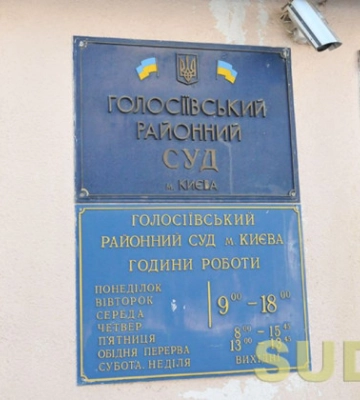 ГОЛОСІЇВСЬКИЙ
РАЙОННИЙ
СУД
м. КИЄВА
ГОЛОСІЇВСЬКИЙ
РАЙОННИЙ СУД м. КИЄВА
ГОДИНИ РОБОТИ
ПОНЕДІЛОК
ВІВТОРОК
СЕРЕДА
ЧЕТВЕР
9⁰⁰ – 18⁰⁰
П'ЯТНИЦЯ
ОБІДНЯ ПЕРЕРВА 13⁰⁰
СУБОТА, НЕДІЛЯ
SUD